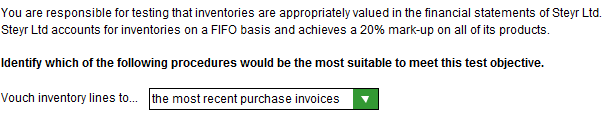 You are responsible for testing that inventories are appropriately valued in the financial statements of Steyr Ltd.
Steyr Ltd accounts for inventories on a FIFO basis and achieves a 20% mark-up on all of its products.
Identify which of the following procedures would be the most suitable to meet this test objective.
Vouch inventory lines to... the most recent purchase invoices